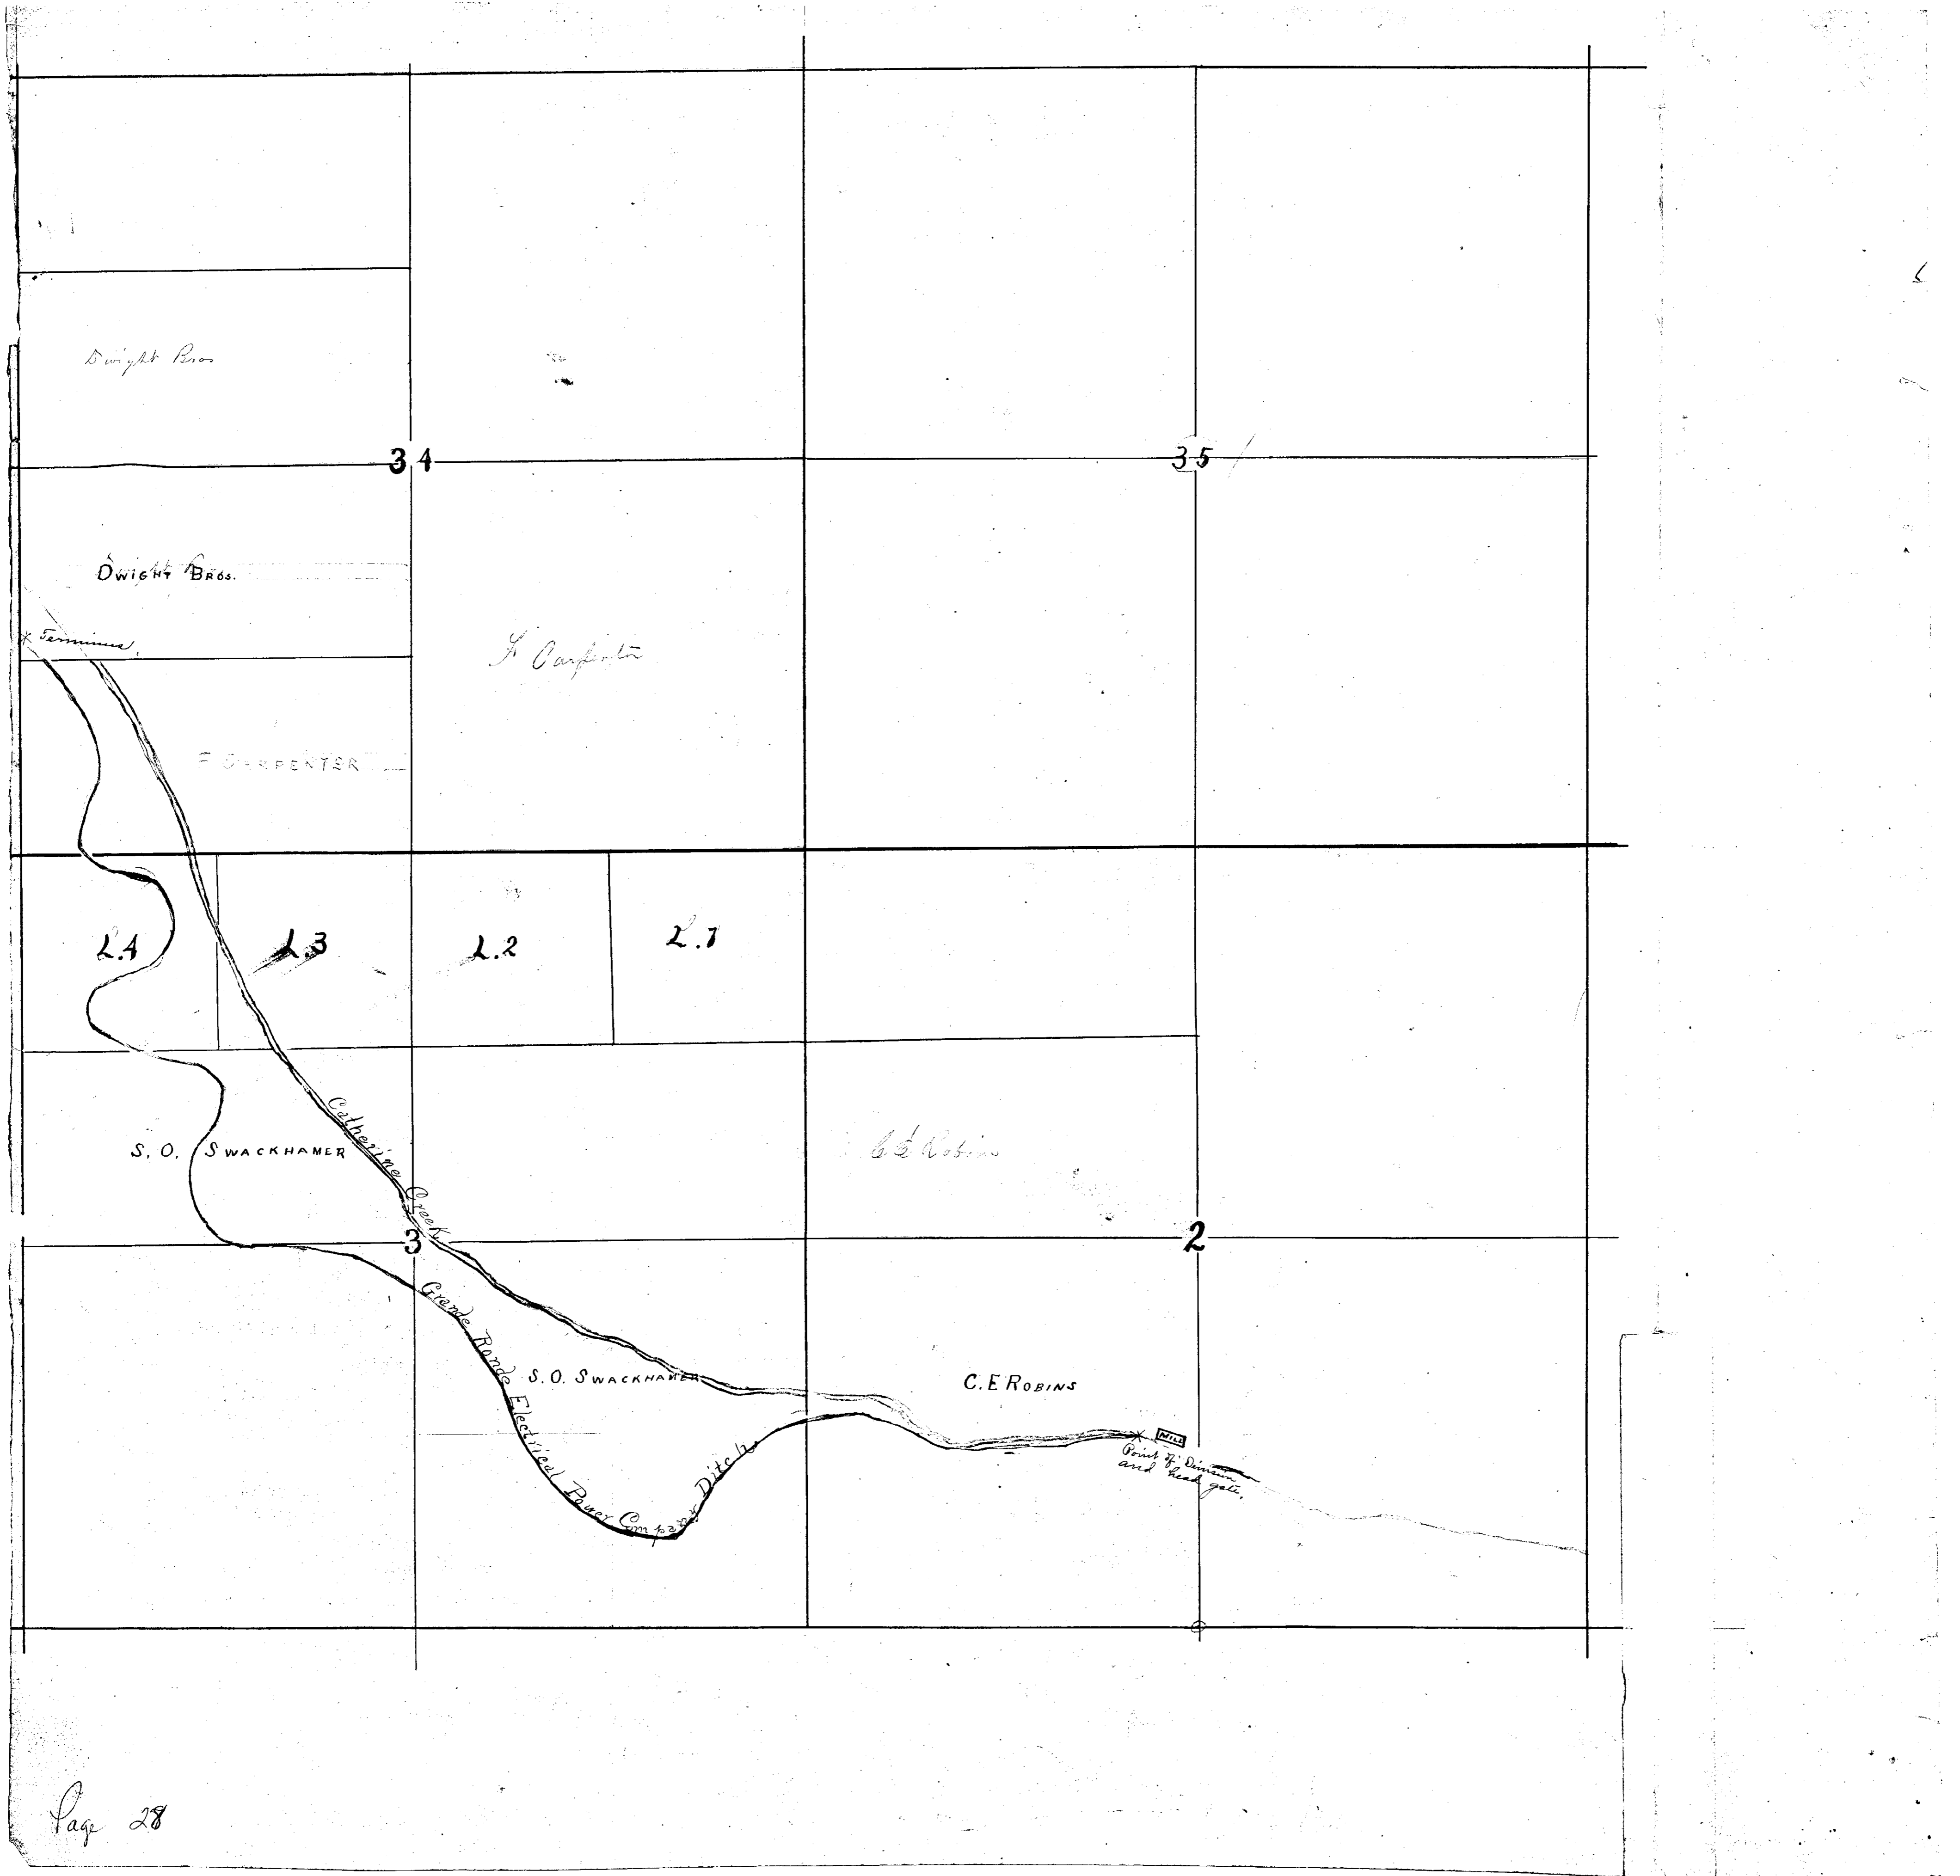 Dwight Bros
34
35
Dwight Bros.
Terminus.
F Carpenter
F CARPENTER
L.4
L.3
L.2
L.1
Catherine Creek
S. O. SWACKHAMER
C E Robins
3
2
Grande Ronde Electrical Power Company Ditch
S. O. SWACKHAMER
C. E ROBINS
MILL
Point of
and head gate.
Page 28